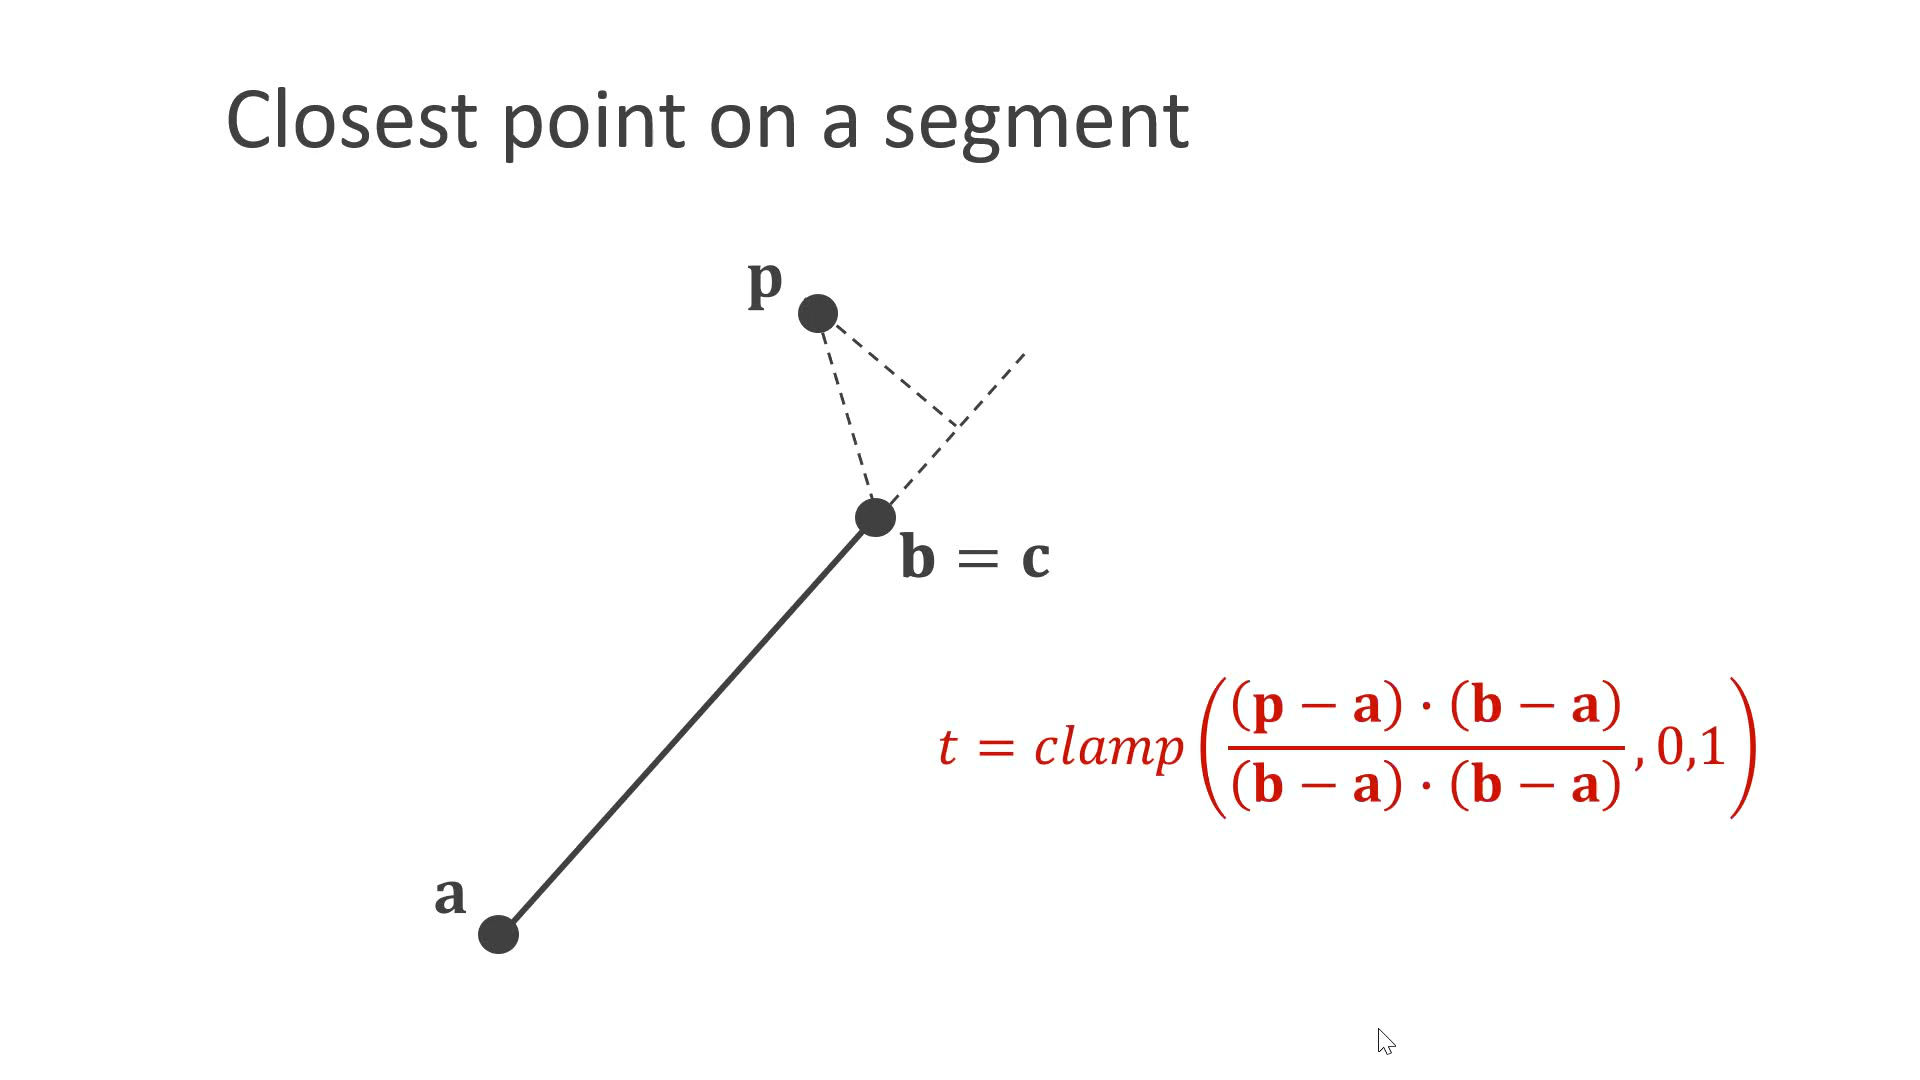 Closest point on a segment
p
b = c
t = clamp( (p − a) · (b − a) / (b − a) · (b − a) , 0,1 )
a